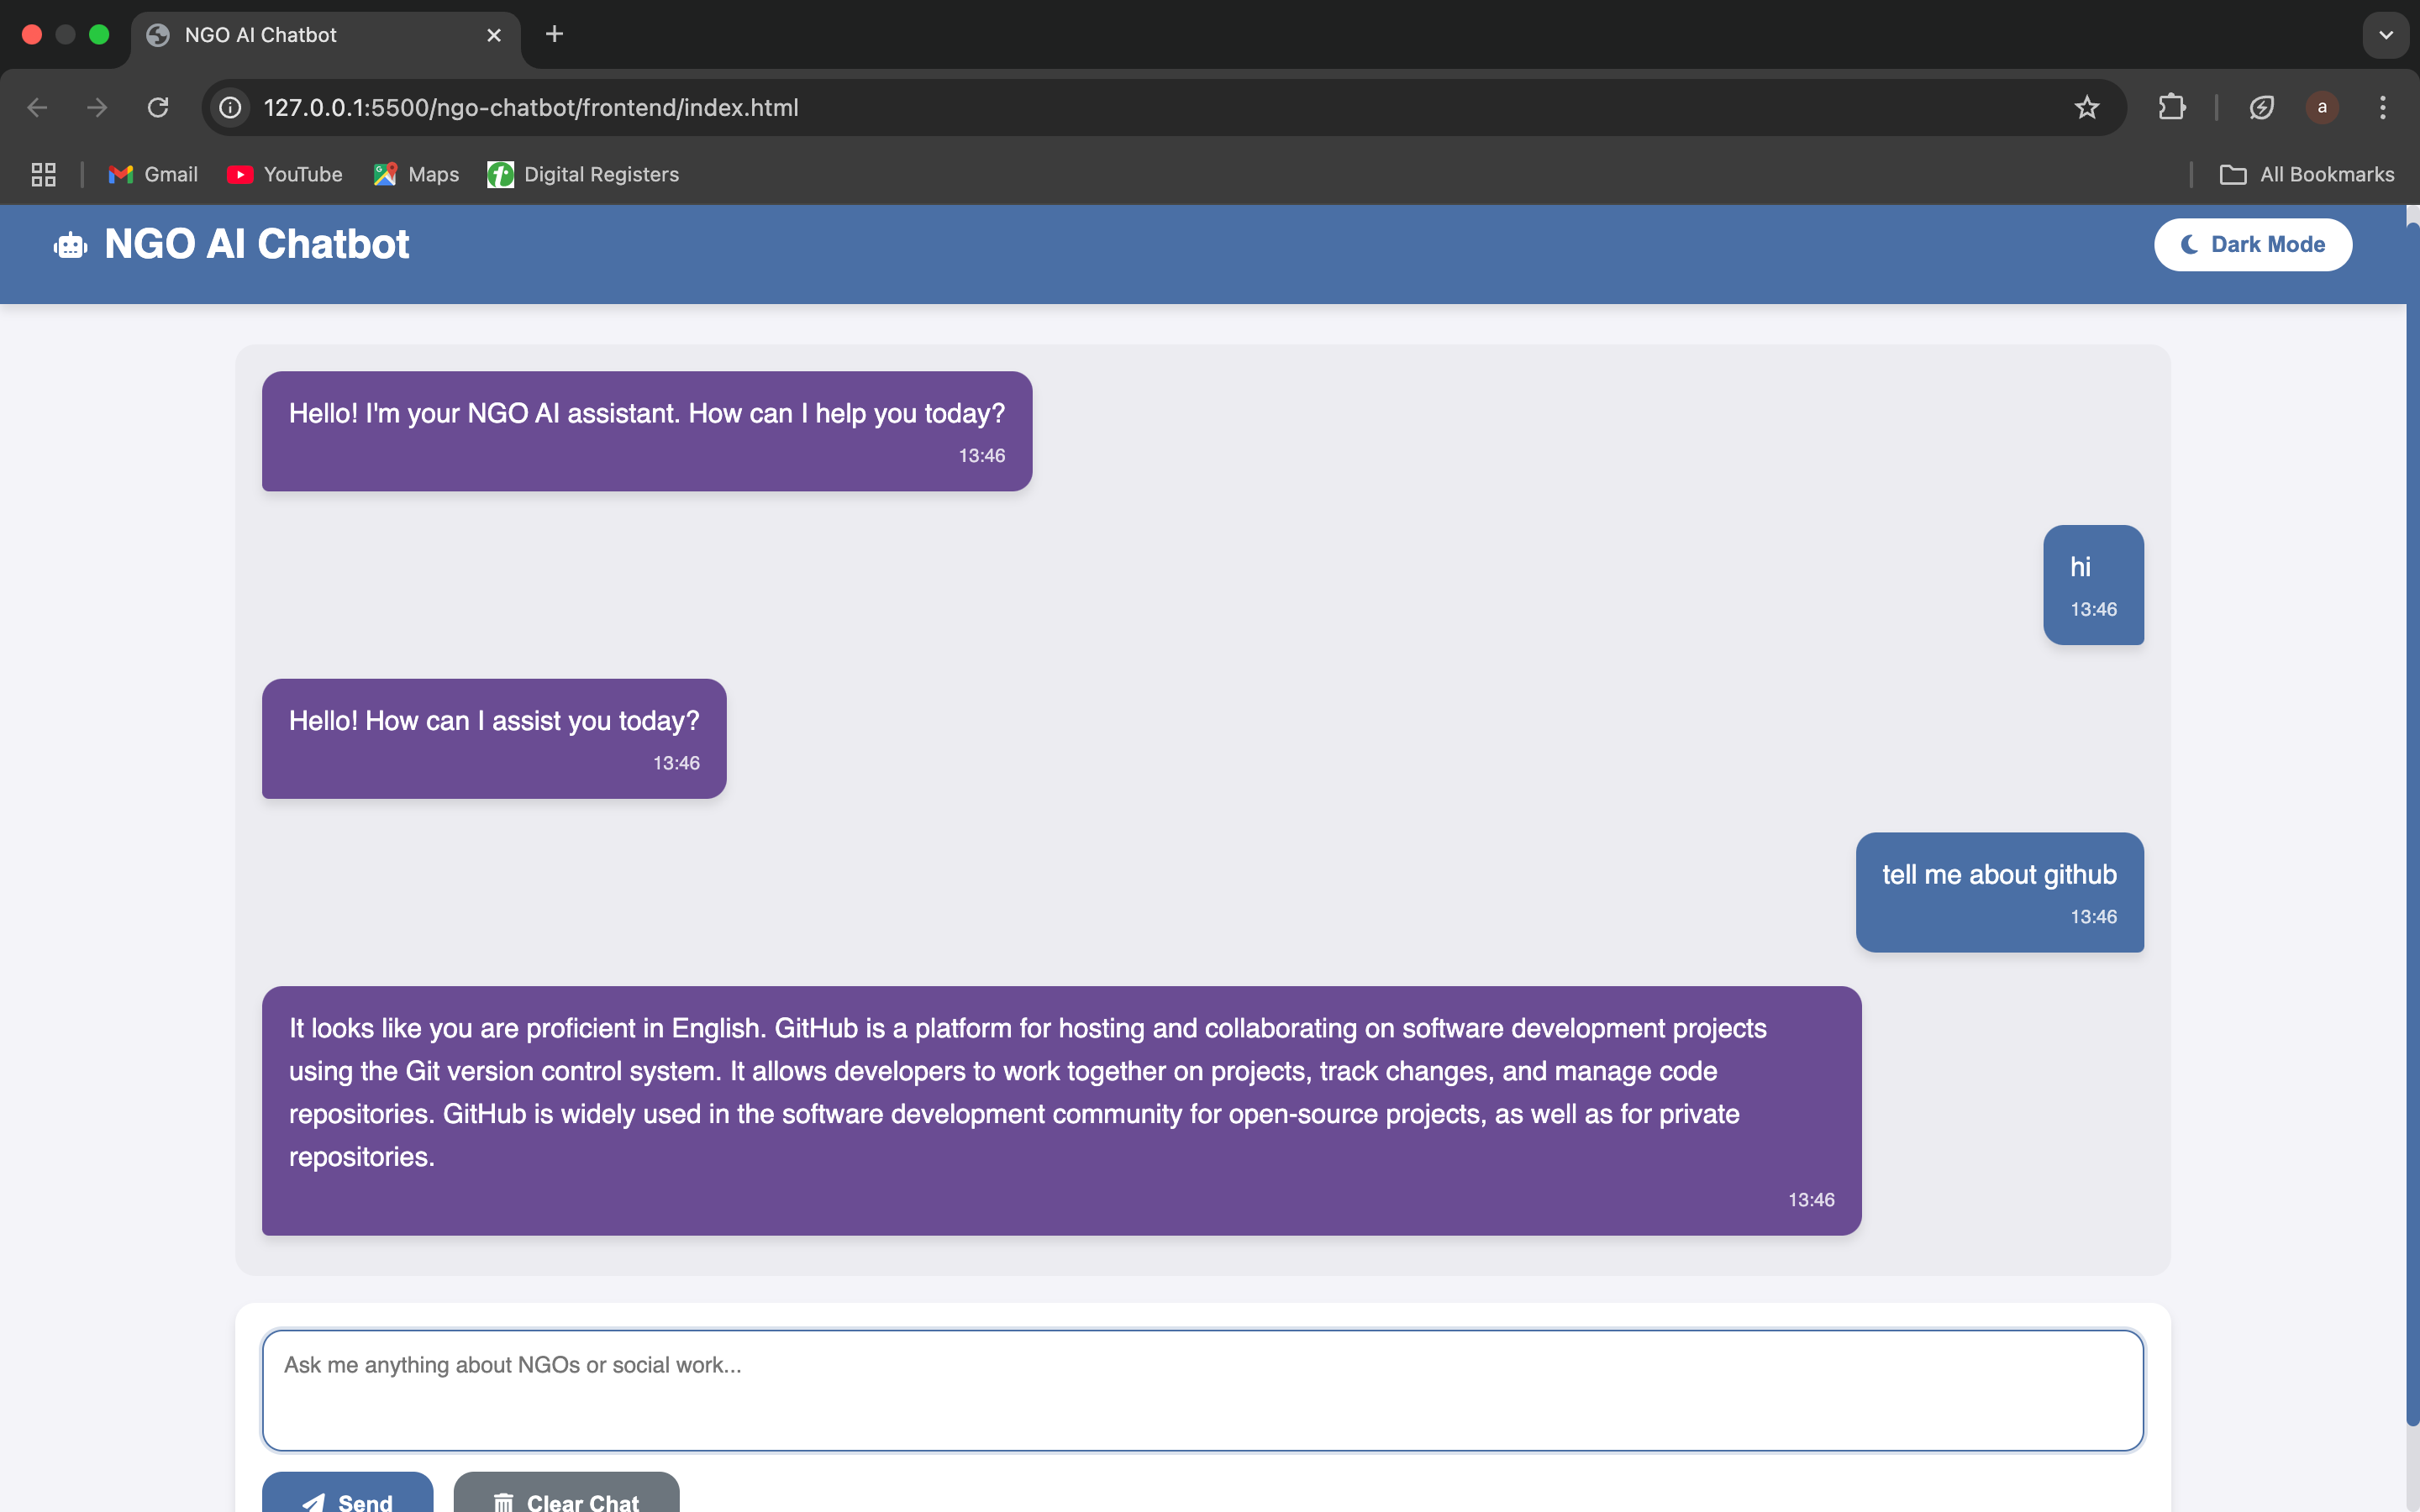 NGO AI Chatbot
127.0.0.1:5500/ngo-chatbot/frontend/index.html
a
Gmail
YouTube
Maps
Digital Registers
All Bookmarks
NGO AI Chatbot
Dark Mode
Hello! I'm your NGO AI assistant. How can I help you today?
13:46
hi
13:46
Hello! How can I assist you today?
13:46
tell me about github
13:46
It looks like you are proficient in English. GitHub is a platform for hosting and collaborating on software development projects
using the Git version control system. It allows developers to work together on projects, track changes, and manage code
repositories. GitHub is widely used in the software development community for open-source projects, as well as for private
repositories.
13:46
Ask me anything about NGOs or social work...
Send
Clear Chat